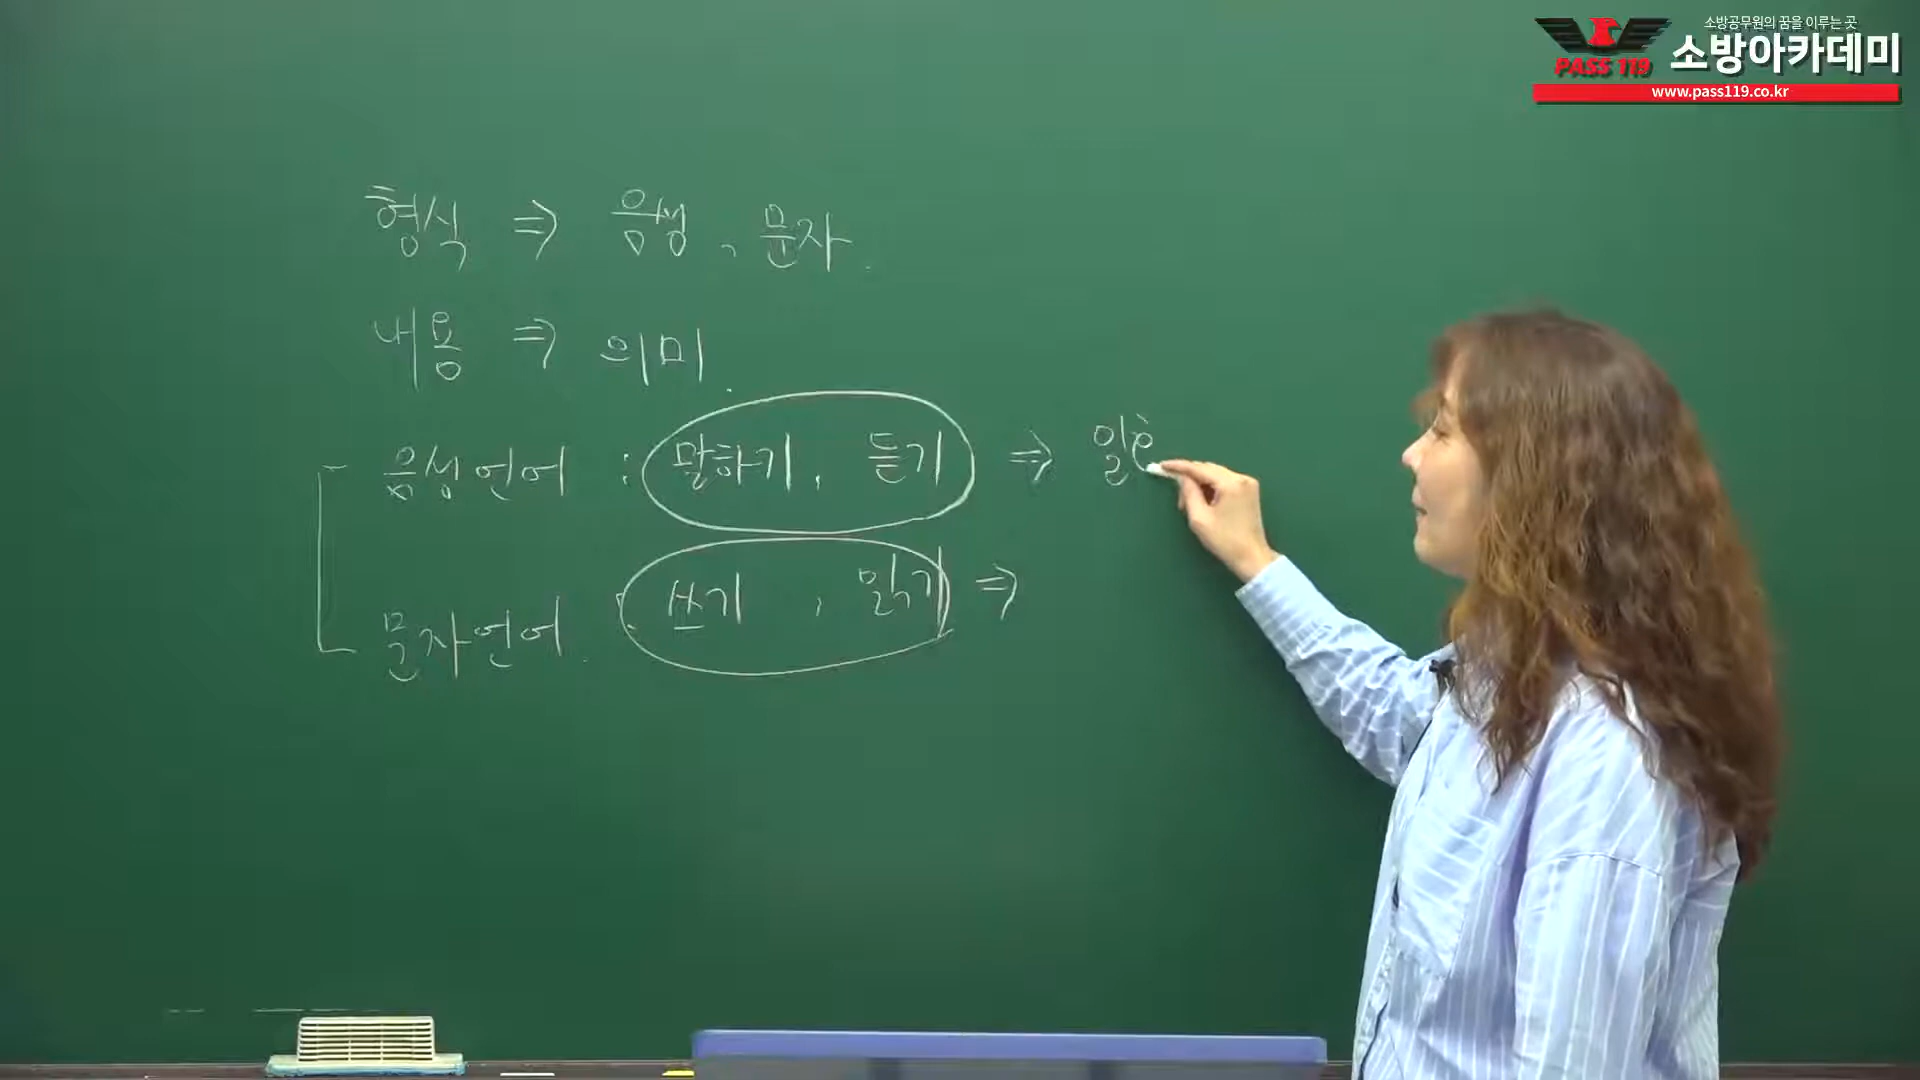 소방공무원의 꿈을 이루는 곳
PASS 119 소방아카데미
www.pass119.co.kr
형식 ⇒ 음성, 문자.
내용 ⇒ 의미.
음성언어 : 말하기, 듣기 ⇒
문자언어. : 쓰기, 읽기 ⇒